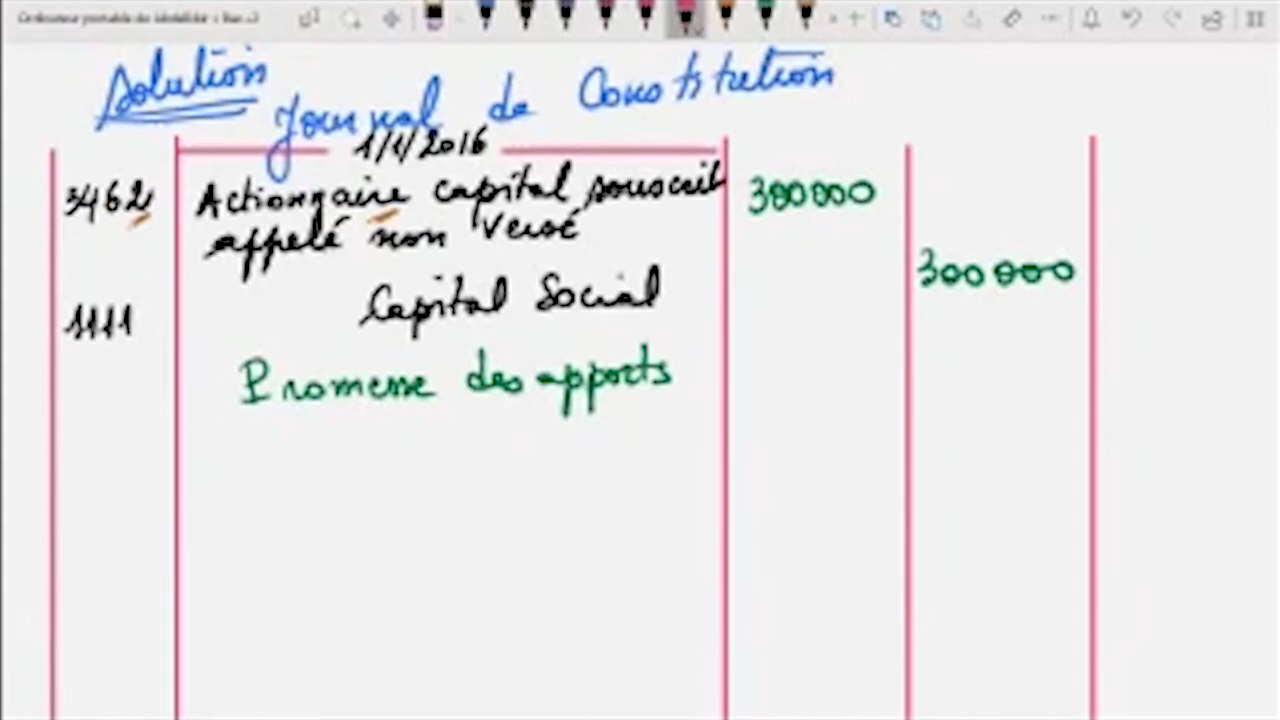 Solution
Journal de Constitution
1/1/2016
3462 Actionnaire capital souscrit 300000
appelé non versé
300000
1111 Capital Social
Promesse des apports